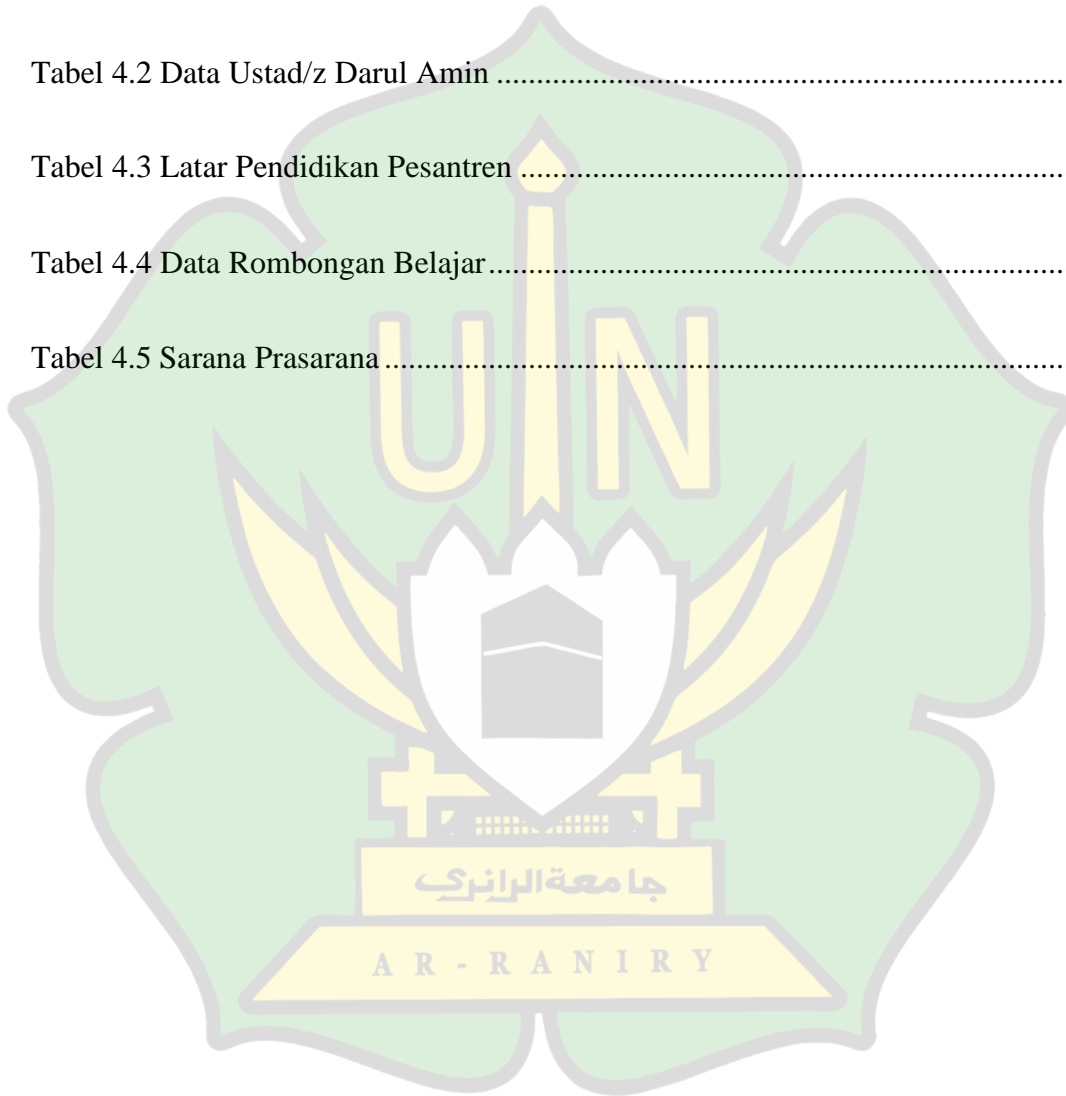 Tabel 4.2 Data Ustad/z Darul Amin ........................................................................
Tabel 4.3 Latar Pendidikan Pesantren .....................................................................
Tabel 4.4 Data Rombongan Belajar.........................................................................
Tabel 4.5 Sarana Prasarana ......................................................................................
UIN
جامعةالرانري
AR-RANIRY